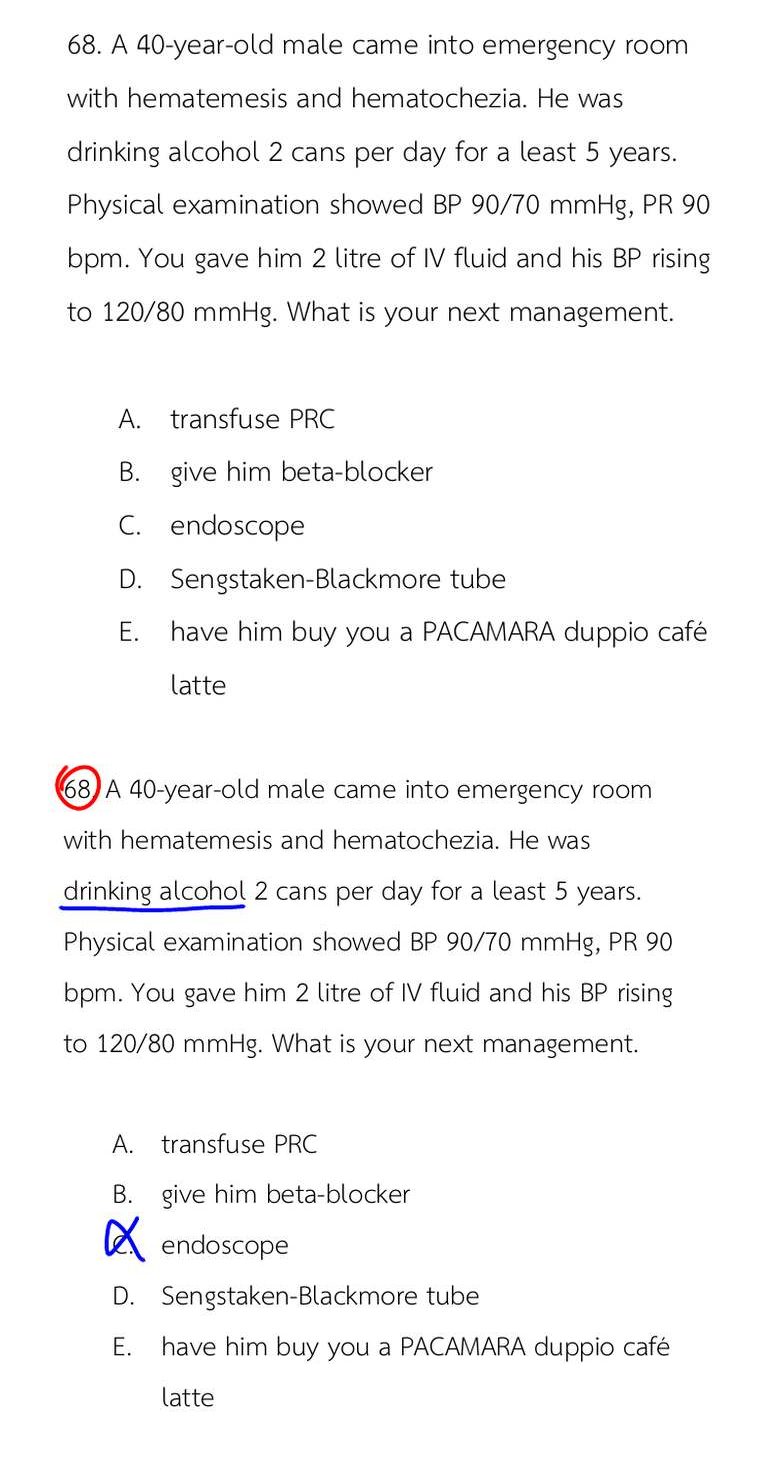 68. A 40-year-old male came into emergency room
with hematemesis and hematochezia. He was
drinking alcohol 2 cans per day for a least 5 years.
Physical examination showed BP 90/70 mmHg, PR 90
bpm. You gave him 2 litre of IV fluid and his BP rising
to 120/80 mmHg. What is your next management.
A. transfuse PRC
B. give him beta-blocker
C. endoscope
D. Sengstaken-Blackmore tube
E. have him buy you a PACAMARA duppio café
latte
68. A 40-year-old male came into emergency room
with hematemesis and hematochezia. He was
drinking alcohol 2 cans per day for a least 5 years.
Physical examination showed BP 90/70 mmHg, PR 90
bpm. You gave him 2 litre of IV fluid and his BP rising
to 120/80 mmHg. What is your next management.
A. transfuse PRC
B. give him beta-blocker
C. endoscope
D. Sengstaken-Blackmore tube
E. have him buy you a PACAMARA duppio café
latte